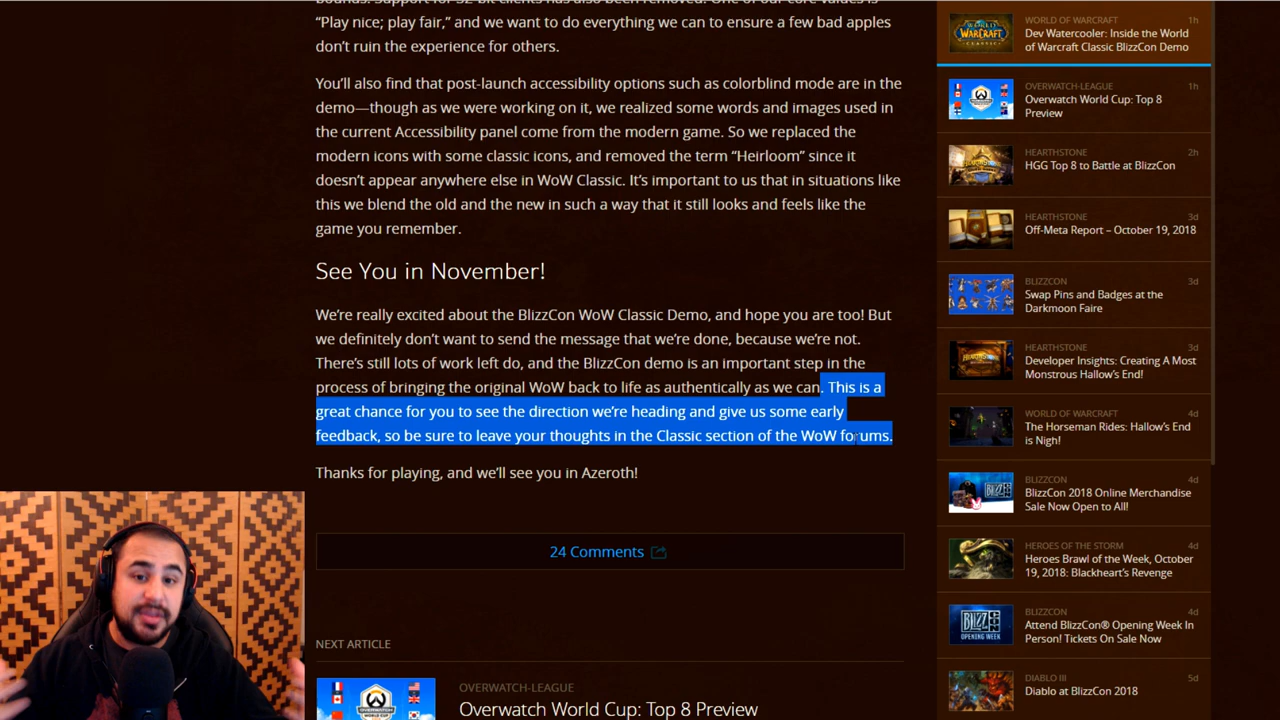 bounds. Support for 32-bit clients has also been removed. One of our core values is
“Play nice; play fair,” and we want to do everything we can to ensure a few bad apples
don’t ruin the experience for others.
You’ll also find that post-launch accessibility options such as colorblind mode are in the
demo—though as we were working on it, we realized some words and images used in
the current Accessibility panel come from the modern game. So we replaced the
modern icons with some classic icons, and removed the term “Heirloom” since it
doesn’t appear anywhere else in WoW Classic. It’s important to us that in situations like
this we blend the old and the new in such a way that it still looks and feels like the
game you remember.
See You in November!
We’re really excited about the BlizzCon WoW Classic Demo, and hope you are too! But
we definitely don’t want to send the message that we’re done, because we’re not.
There’s still lots of work left do, and the BlizzCon demo is an important step in the
process of bringing the original WoW back to life as authentically as we can. This is a
great chance for you to see the direction we’re heading and give us some early
feedback, so be sure to leave your thoughts in the Classic section of the WoW forums.
Thanks for playing, and we’ll see you in Azeroth!
24 Comments
NEXT ARTICLE
OVERWATCH-LEAGUE
Overwatch World Cup: Top 8 Preview
WORLD OF WARCRAFT 1h
Dev Watercooler: Inside the World
of Warcraft Classic BlizzCon Demo
OVERWATCH-LEAGUE 1h
Overwatch World Cup: Top 8
Preview
HEARTHSTONE 2h
HGG Top 8 to Battle at BlizzCon
HEARTHSTONE 3d
Off-Meta Report – October 19, 2018
BLIZZCON 3d
Swap Pins and Badges at the
Darkmoon Faire
HEARTHSTONE 3d
Developer Insights: Creating A Most
Monstrous Hallow’s End!
WORLD OF WARCRAFT 4d
The Horseman Rides: Hallow’s End
is Nigh!
BLIZZCON 4d
BlizzCon 2018 Online Merchandise
Sale Now Open to All!
HEROES OF THE STORM 4d
Heroes Brawl of the Week, October
19, 2018: Blackheart’s Revenge
BLIZZCON 4d
Attend BlizzCon® Opening Week In
Person! Tickets On Sale Now
DIABLO III 5d
Diablo at BlizzCon 2018